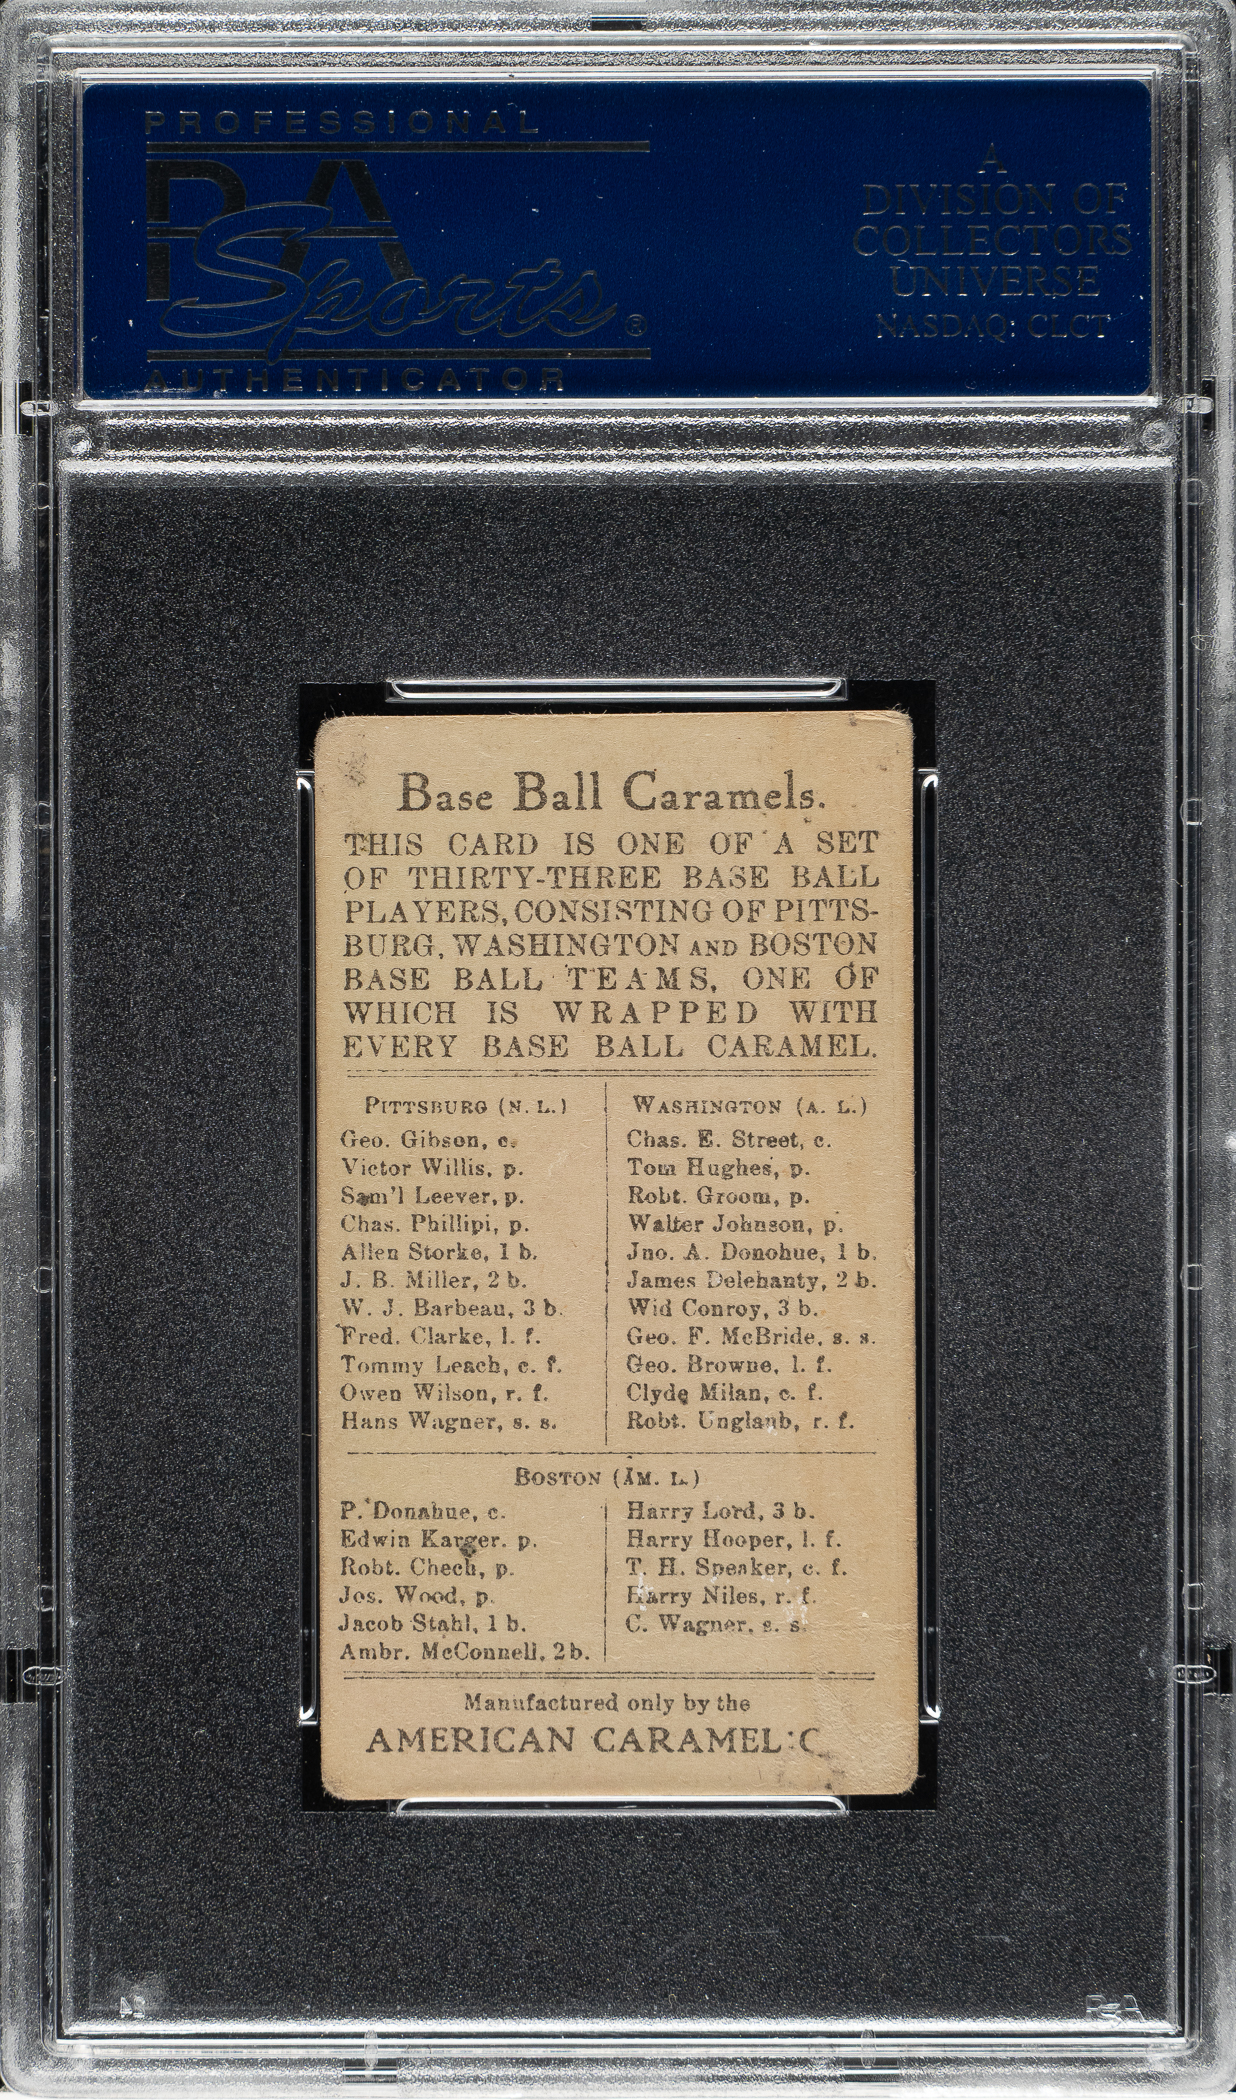 PROFESSIONAL
PSA
Sports®
AUTHENTICATOR
A
DIVISION OF
COLLECTORS
UNIVERSE
NASDAQ: CLCT
Base Ball Caramels.
THIS CARD IS ONE OF A SET
OF THIRTY-THREE BASE BALL
PLAYERS, CONSISTING OF PITTS-
BURG, WASHINGTON AND BOSTON
BASE BALL TEAMS, ONE OF
WHICH IS WRAPPED WITH
EVERY BASE BALL CARAMEL.
PITTSBURG (N. L.)
Geo. Gibson, c.
Victor Willis, p.
Sam'l Leever, p.
Chas. Phillipi, p.
Allen Storke, 1 b.
J. B. Miller, 2 b.
W. J. Barbeau, 3 b.
Fred. Clarke, l. f.
Tommy Leach, c. f.
Owen Wilson, r. f.
Hans Wagner, s. s.
WASHINGTON (A. L.)
Chas. E. Street, c.
Tom Hughes, p.
Robt. Groom, p.
Walter Johnson, p.
Jno. A. Donohue, 1 b.
James Delehanty, 2 b.
Wid Conroy, 3 b.
Geo. F. McBride, s. s.
Geo. Browne, l. f.
Clyde Milan, c. f.
Robt. Unglaub, r. f.
BOSTON (AM. L.)
P. Donahue, c.
Edwin Karger. p.
Robt. Chech, p.
Jos. Wood, p.
Jacob Stahl, 1 b.
Ambr. McConnell, 2 b.
Harry Lord, 3 b.
Harry Hooper, l. f.
T. H. Speaker, c. f.
Harry Niles, r. f.
C. Wagner, s. s.
Manufactured only by the
AMERICAN CARAMEL C
PSA